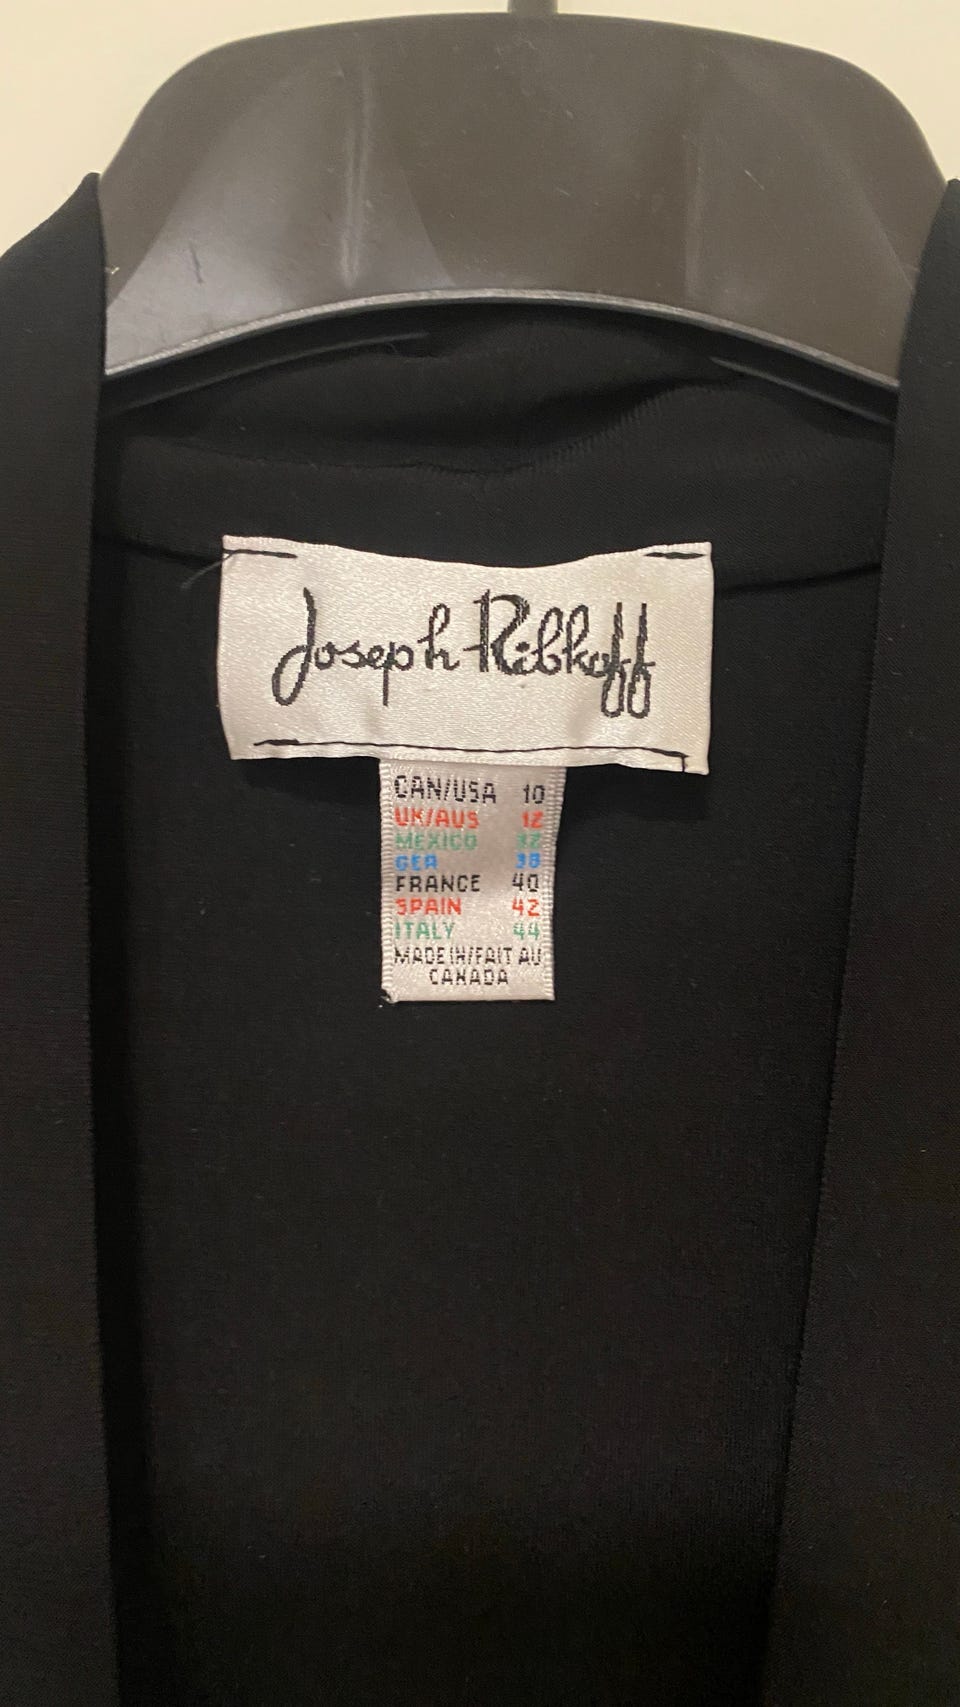 Joseph Ribkoff
CAN/USA 10
UK/AUS 12
MEXICO 32
GER 38
FRANCE 40
SPAIN 42
ITALY 44
MADE IN/FAIT AU
CANADA